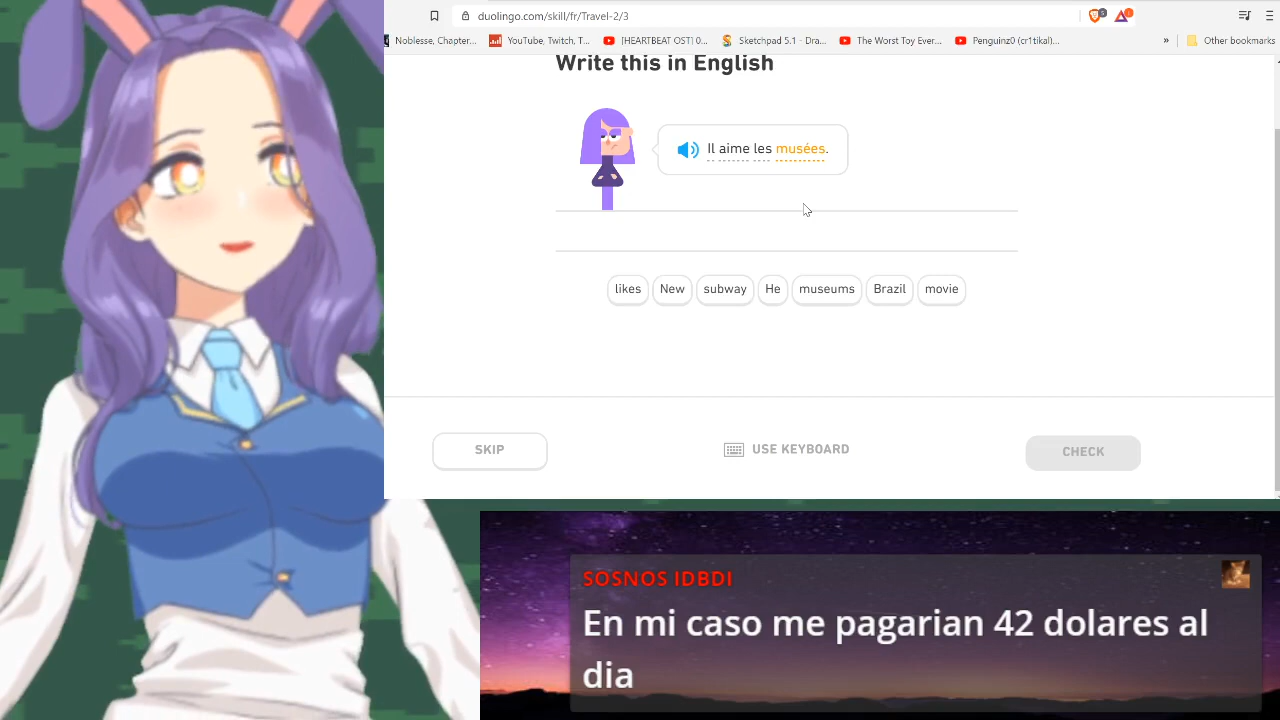 duolingo.com/skill/fr/Travel-2/3
Noblesse, Chapter... YouTube, Twitch, T... [HEARTBEAT OST] 0... Sketchpad 5.1 - Dra... The Worst Toy Ever... Penguinz0 (cr1tikal)... » Other bookmarks
Write this in English
Il aime les musées.
likes New subway He museums Brazil movie
SKIP USE KEYBOARD CHECK
SOSNOS IDBDI
En mi caso me pagarian 42 dolares al
dia